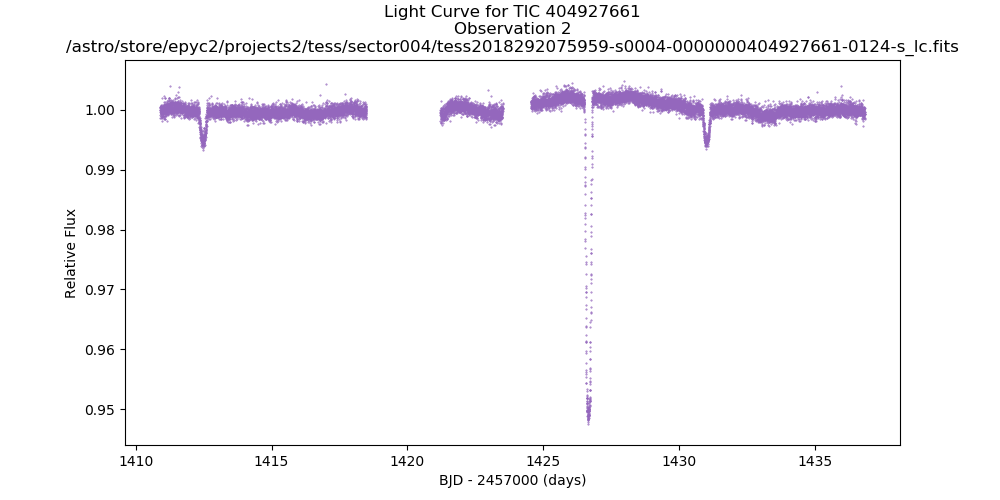 Light Curve for TIC 404927661
Observation 2
/astro/store/epyc2/projects2/tess/sector004/tess2018292075959-s0004-0000000404927661-0124-s_lc.fits
1.00
0.99
0.98
0.97
0.96
0.95
Relative Flux
1410
1415
1420
1425
1430
1435
BJD - 2457000 (days)